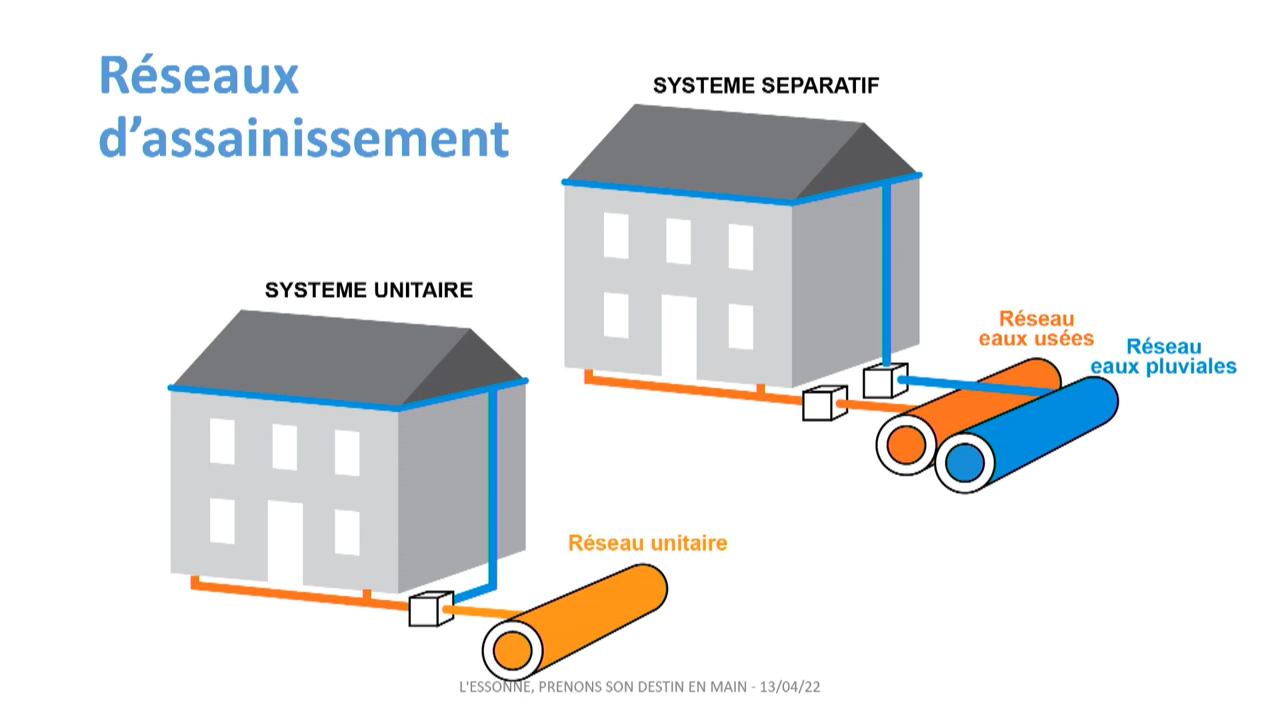 Réseaux
d’assainissement
SYSTEME SEPARATIF
SYSTEME UNITAIRE
Réseau
eaux usées
Réseau
eaux pluviales
Réseau unitaire
L'ESSONNE, PRENONS SON DESTIN EN MAIN - 13/04/22